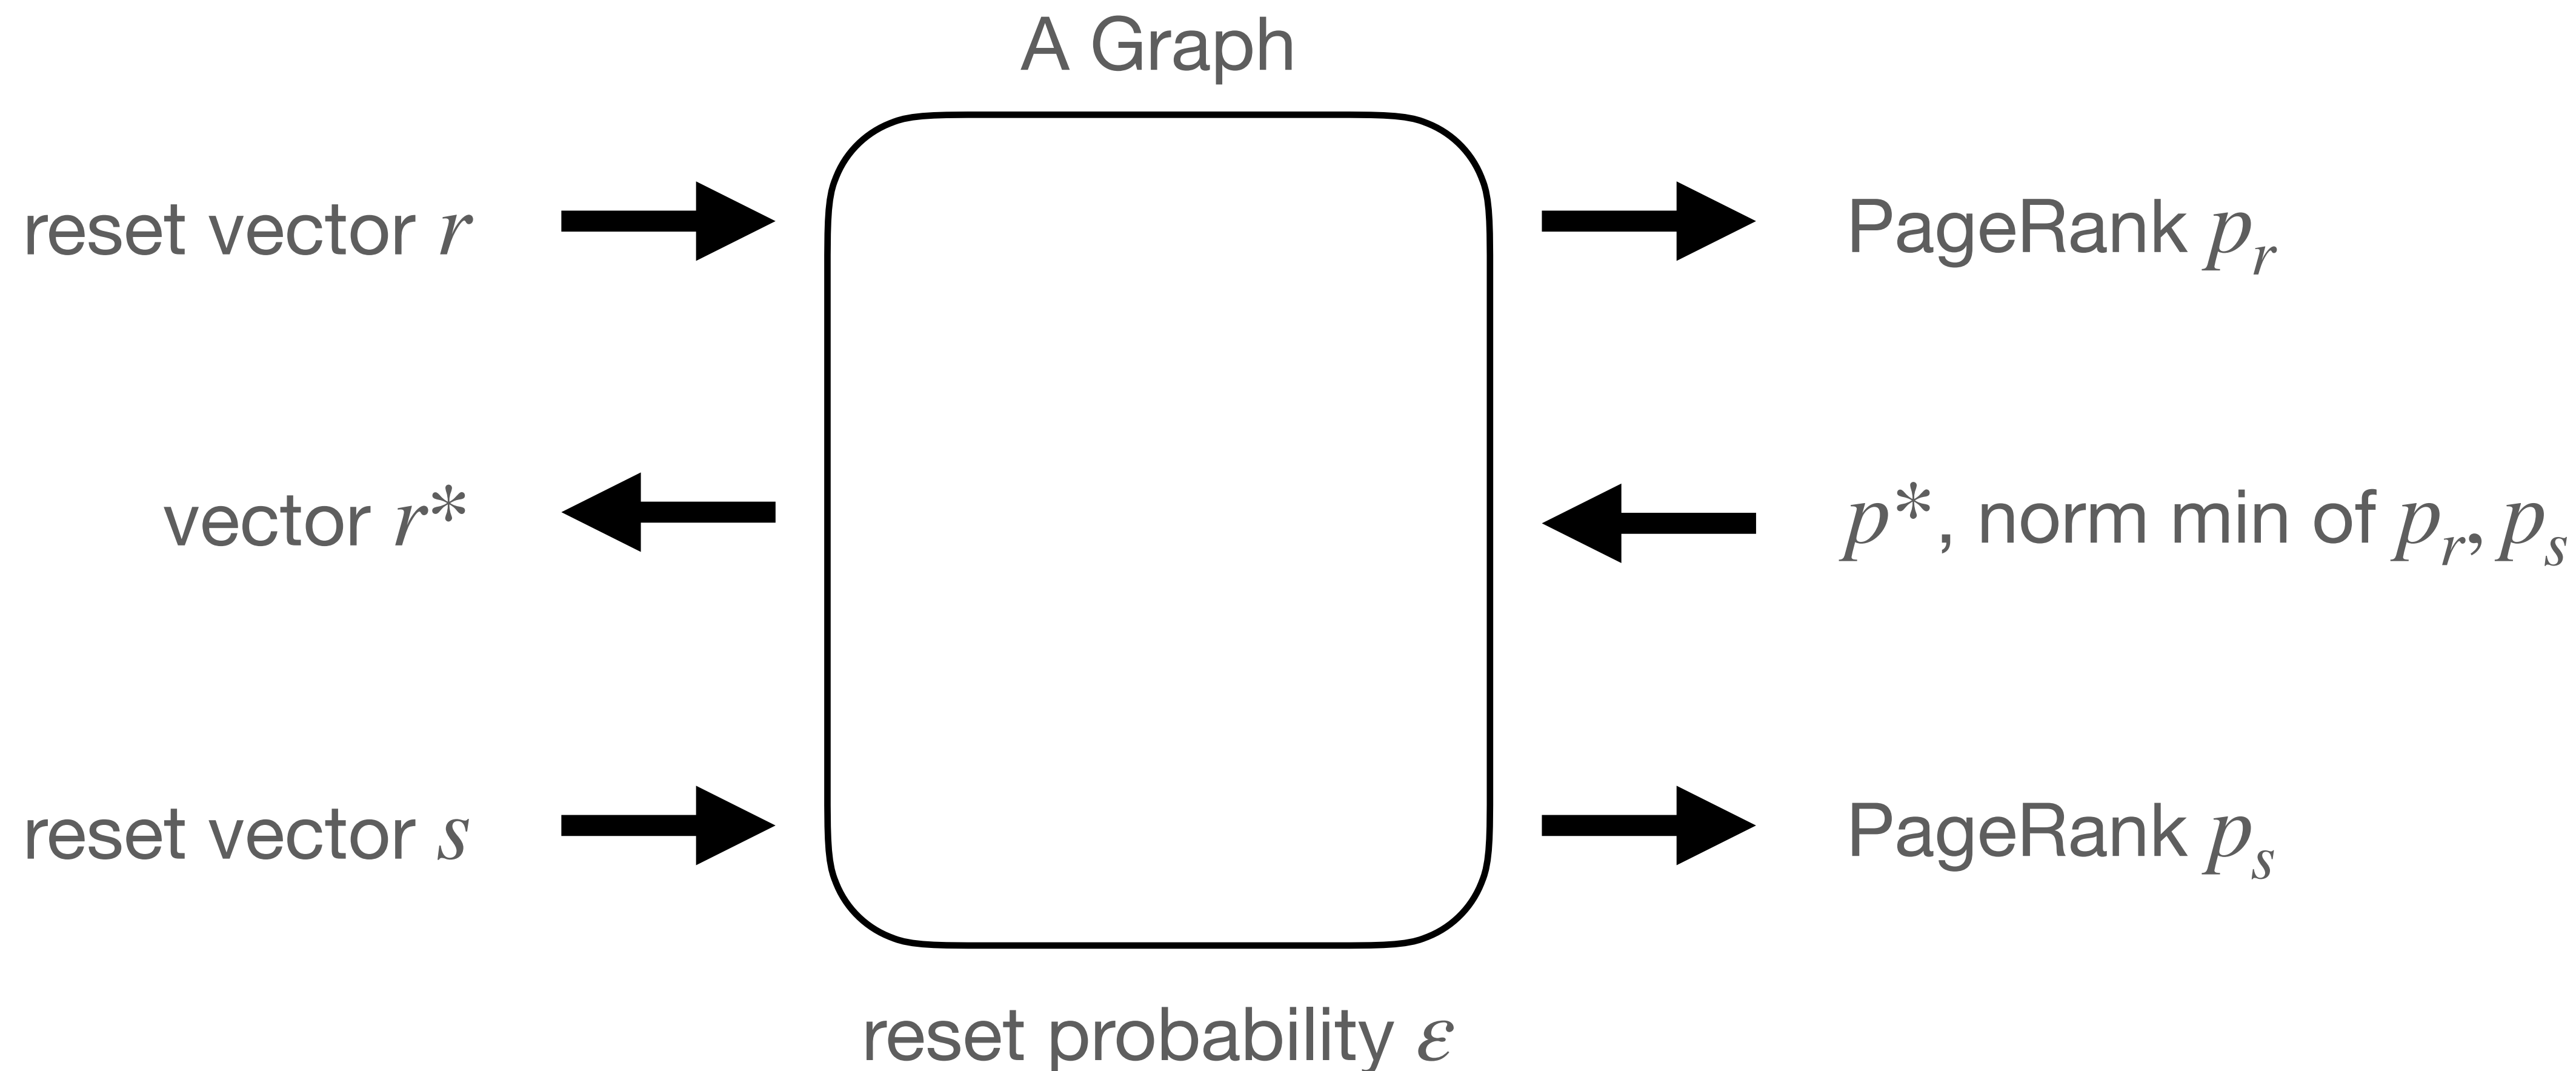 A Graph
reset vector r
PageRank p_r
vector r*
p*, norm min of p_r, p_s
reset vector s
PageRank p_s
reset probability ε